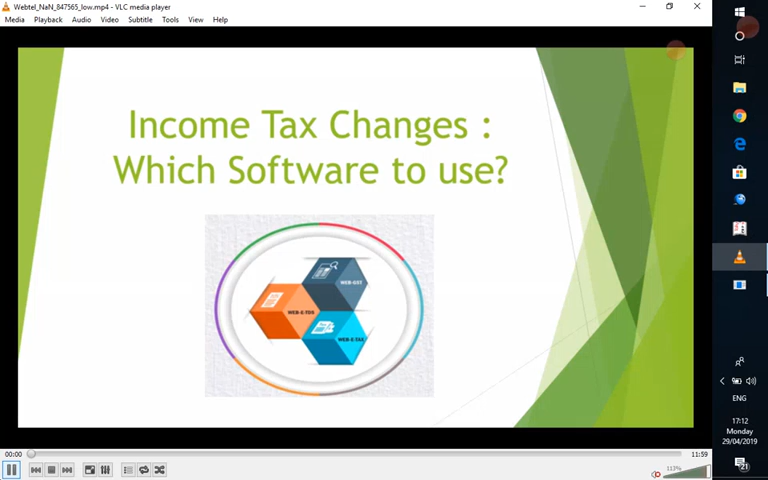 Webtel_NaN_847565_low.mp4 - VLC media player
Media Playback Audio Video Subtitle Tools View Help
Income Tax Changes :
Which Software to use?
WEB-GST
WEB-E-TDS
WEB-E-TAX
00:00
11:59
113%
ENG
17:12
Monday
29/04/2019
21